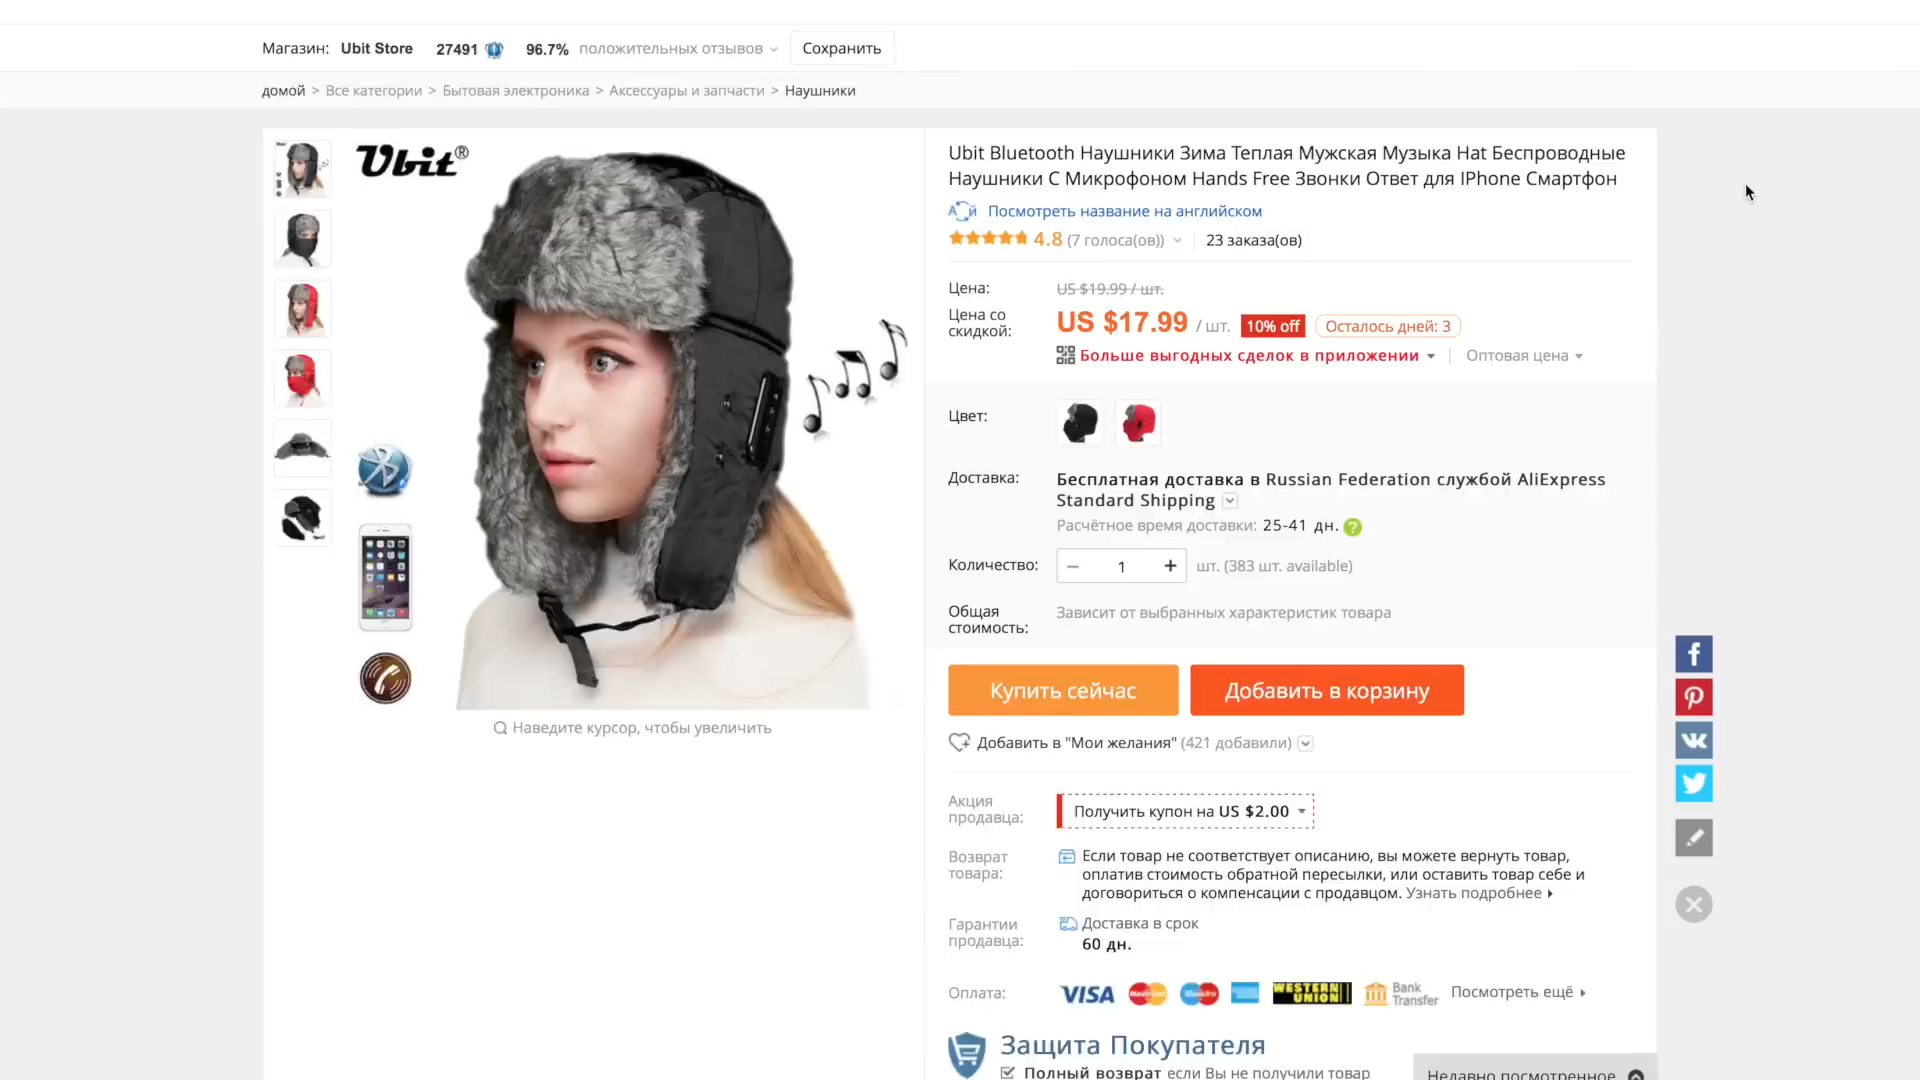 Магазин: Ubit Store 27491 96.7% положительных отзывов Сохранить
домой > Все категории > Бытовая электроника > Аксессуары и запчасти > Наушники
Ubit®
Ubit Bluetooth Наушники Зима Теплая Мужская Музыка Hat Беспроводные
Наушники С Микрофоном Hands Free Звонки Ответ для IPhone Смартфон
Посмотреть название на английском
4.8 (7 голоса(ов)) 23 заказа(ов)
Цена: US $19.99 / шт.
Цена со
скидкой: US $17.99 / шт. 10% off Осталось дней: 3
Больше выгодных сделок в приложении Оптовая цена
Цвет:
Доставка: Бесплатная доставка в Russian Federation службой AliExpress
Standard Shipping
Расчётное время доставки: 25-41 дн. ?
Количество: − 1 + шт. (383 шт. available)
Общая
стоимость: Зависит от выбранных характеристик товара
Купить сейчас Добавить в корзину
Наведите курсор, чтобы увеличить
Добавить в "Мои желания" (421 добавили)
Акция
продавца: Получить купон на US $2.00
Возврат
товара: Если товар не соответствует описанию, вы можете вернуть товар,
оплатив стоимость обратной пересылки, или оставить товар себе и
договориться о компенсации с продавцом. Узнать подробнее
Гарантии
продавца: Доставка в срок
60 дн.
Оплата: VISA MasterCard Maestro WESTERN UNION Bank Transfer Посмотреть ещё
Защита Покупателя
Полный возврат если Вы не получили товар
Недавно посмотренное